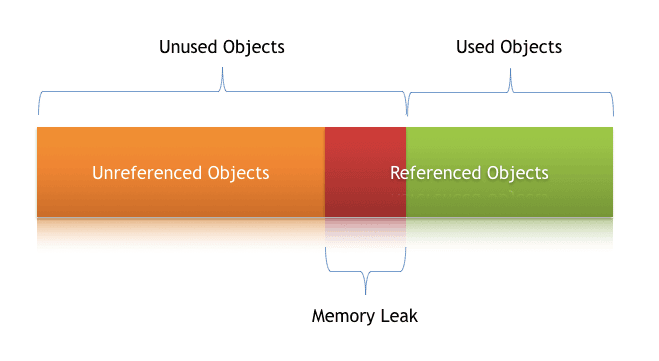 Unused Objects
Used Objects
Unreferenced Objects
Referenced Objects
Memory Leak